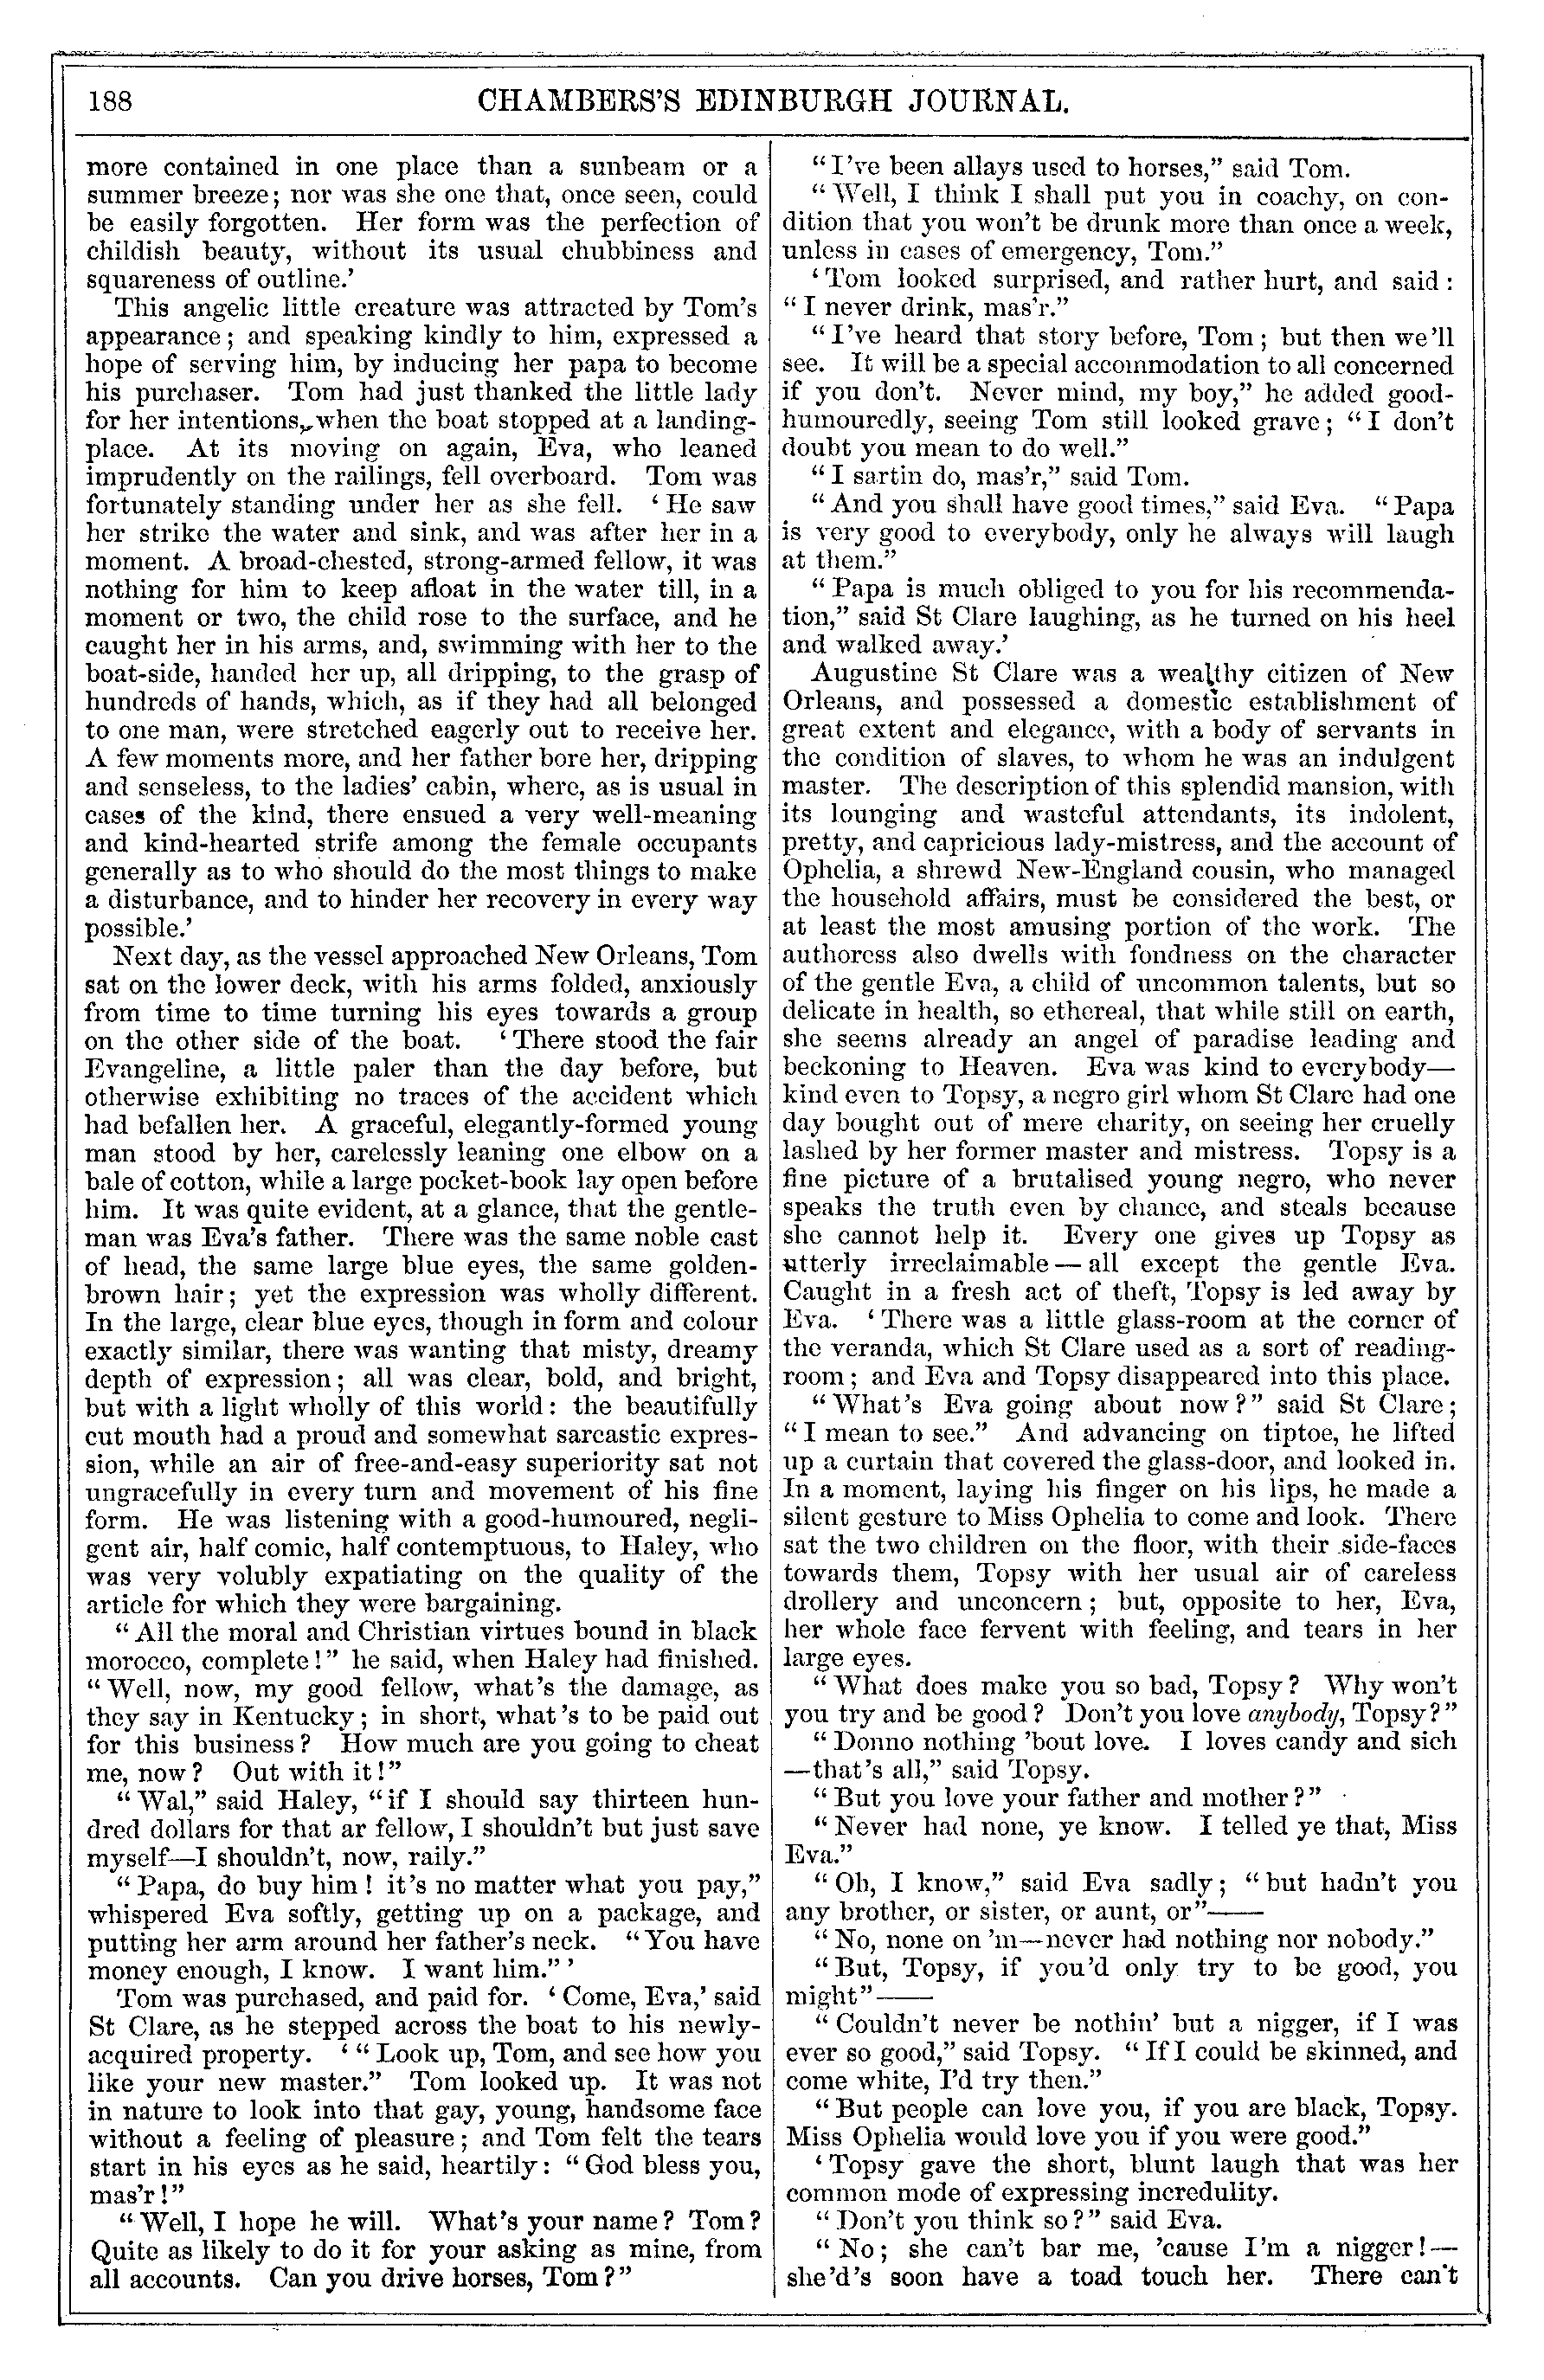 188
CHAMBERS'S EDINBURGH JOURNAL.
more contained in one place than a sunbeam or a
summer breeze; nor was she one that, once seen, could
be easily forgotten. Her form was the perfection of
childish beauty, without its usual chubbiness and
squareness of outline.'
This angelic little creature was attracted by Tom's
appearance; and speaking kindly to him, expressed a
hope of serving him, by inducing her papa to become
his purchaser. Tom had just thanked the little lady
for her intentions, when the boat stopped at a landing-
place. At its moving on again, Eva, who leaned
imprudently on the railings, fell overboard. Tom was
fortunately standing under her as she fell. 'He saw
her strike the water and sink, and was after her in a
moment. A broad-chested, strong-armed fellow, it was
nothing for him to keep afloat in the water till, in a
moment or two, the child rose to the surface, and he
caught her in his arms, and, swimming with her to the
boat-side, handed her up, all dripping, to the grasp of
hundreds of hands, which, as if they had all belonged
to one man, were stretched eagerly out to receive her.
A few moments more, and her father bore her, dripping
and senseless, to the ladies' cabin, where, as is usual in
cases of the kind, there ensued a very well-meaning
and kind-hearted strife among the female occupants
generally as to who should do the most things to make
a disturbance, and to hinder her recovery in every way
possible.'
Next day, as the vessel approached New Orleans, Tom
sat on the lower deck, with his arms folded, anxiously
from time to time turning his eyes towards a group
on the other side of the boat. 'There stood the fair
Evangeline, a little paler than the day before, but
otherwise exhibiting no traces of the accident which
had befallen her. A graceful, elegantly-formed young
man stood by her, carelessly leaning one elbow on a
bale of cotton, while a large pocket-book lay open before
him. It was quite evident, at a glance, that the gentle-
man was Eva's father. There was the same noble cast
of head, the same large blue eyes, the same golden-
brown hair; yet the expression was wholly different.
In the large, clear blue eyes, though in form and colour
exactly similar, there was wanting that misty, dreamy
depth of expression; all was clear, bold, and bright,
but with a light wholly of this world: the beautifully
cut mouth had a proud and somewhat sarcastic expres-
sion, while an air of free-and-easy superiority sat not
ungracefully in every turn and movement of his fine
form. He was listening with a good-humoured, negli-
gent air, half comic, half contemptuous, to Haley, who
was very volubly expatiating on the quality of the
article for which they were bargaining.
"All the moral and Christian virtues bound in black
morocco, complete!" he said, when Haley had finished.
"Well, now, my good fellow, what's the damage, as
they say in Kentucky; in short, what's to be paid out
for this business? How much are you going to cheat
me, now? Out with it!"
"Wal," said Haley, "if I should say thirteen hun-
dred dollars for that ar fellow, I shouldn't but just save
myself—I shouldn't, now, raily."
"Papa, do buy him! it's no matter what you pay,"
whispered Eva softly, getting up on a package, and
putting her arm around her father's neck. "You have
money enough, I know. I want him."'
Tom was purchased, and paid for. 'Come, Eva,' said
St Clare, as he stepped across the boat to his newly-
acquired property. '"Look up, Tom, and see how you
like your new master." Tom looked up. It was not
in nature to look into that gay, young, handsome face
without a feeling of pleasure; and Tom felt the tears
start in his eyes as he said, heartily: "God bless you,
mas'r!"
"Well, I hope he will. What's your name? Tom?
Quite as likely to do it for your asking as mine, from
all accounts. Can you drive horses, Tom?"
"I've been allays used to horses," said Tom.
"Well, I think I shall put you in coachy, on con-
dition that you won't be drunk more than once a week,
unless in cases of emergency, Tom."
'Tom looked surprised, and rather hurt, and said:
"I never drink, mas'r."
"I've heard that story before, Tom; but then we'll
see. It will be a special accommodation to all concerned
if you don't. Never mind, my boy," he added good-
humouredly, seeing Tom still looked grave; "I don't
doubt you mean to do well."
"I sartin do, mas'r," said Tom.
"And you shall have good times," said Eva. "Papa
is very good to everybody, only he always will laugh
at them."
"Papa is much obliged to you for his recommenda-
tion," said St Clare laughing, as he turned on his heel
and walked away.'
Augustine St Clare was a wealthy citizen of New
Orleans, and possessed a domestic establishment of
great extent and elegance, with a body of servants in
the condition of slaves, to whom he was an indulgent
master. The description of this splendid mansion, with
its lounging and wasteful attendants, its indolent,
pretty, and capricious lady-mistress, and the account of
Ophelia, a shrewd New-England cousin, who managed
the household affairs, must be considered the best, or
at least the most amusing portion of the work. The
authoress also dwells with fondness on the character
of the gentle Eva, a child of uncommon talents, but so
delicate in health, so ethereal, that while still on earth,
she seems already an angel of paradise leading and
beckoning to Heaven. Eva was kind to everybody—
kind even to Topsy, a negro girl whom St Clare had one
day bought out of mere charity, on seeing her cruelly
lashed by her former master and mistress. Topsy is a
fine picture of a brutalised young negro, who never
speaks the truth even by chance, and steals because
she cannot help it. Every one gives up Topsy as
utterly irreclaimable — all except the gentle Eva.
Caught in a fresh act of theft, Topsy is led away by
Eva. 'There was a little glass-room at the corner of
the veranda, which St Clare used as a sort of reading-
room; and Eva and Topsy disappeared into this place.
"What's Eva going about now?" said St Clare;
"I mean to see." And advancing on tiptoe, he lifted
up a curtain that covered the glass-door, and looked in.
In a moment, laying his finger on his lips, he made a
silent gesture to Miss Ophelia to come and look. There
sat the two children on the floor, with their side-faces
towards them, Topsy with her usual air of careless
drollery and unconcern; but, opposite to her, Eva,
her whole face fervent with feeling, and tears in her
large eyes.
"What does make you so bad, Topsy? Why won't
you try and be good? Don't you love anybody, Topsy?"
"Donno nothing 'bout love. I loves candy and sich
—that's all," said Topsy.
"But you love your father and mother?"
"Never had none, ye know. I telled ye that, Miss
Eva."
"Oh, I know," said Eva sadly; "but hadn't you
any brother, or sister, or aunt, or"——
"No, none on 'm—never had nothing nor nobody."
"But, Topsy, if you'd only try to be good, you
might"——
"Couldn't never be nothin' but a nigger, if I was
ever so good," said Topsy. "If I could be skinned, and
come white, I'd try then."
"But people can love you, if you are black, Topsy.
Miss Ophelia would love you if you were good."
'Topsy gave the short, blunt laugh that was her
common mode of expressing incredulity.
"Don't you think so?" said Eva.
"No; she can't bar me, 'cause I'm a nigger!—
she'd's soon have a toad touch her. There can't